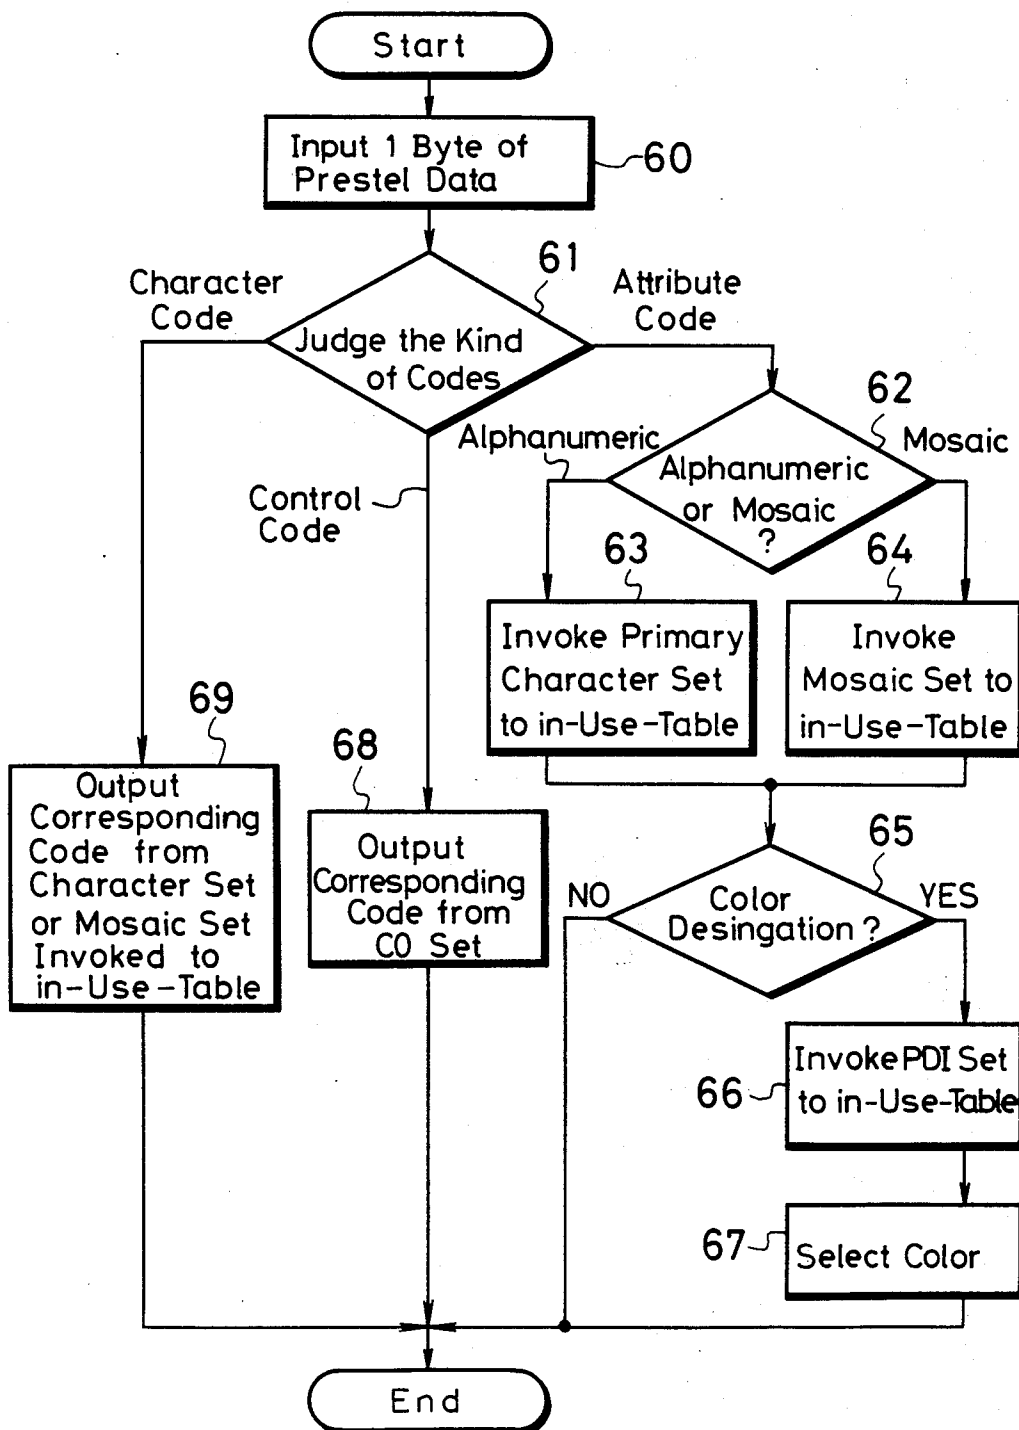 Start
Input 1 Byte of
Prestel Data
60
61
Character
Code
Attribute
Code
Judge the Kind
of Codes
62
Alphanumeric
Mosaic
Alphanumeric
or Mosaic
?
Control
Code
63
64
Invoke Primary
Character Set
to in-Use-Table
Invoke
Mosaic Set to
in-Use-Table
69
68
Output
Corresponding
Code from
Character Set
or Mosaic Set
Invoked to
in-Use-Table
Output
Corresponding
Code from
C0 Set
65
NO
YES
Color
Desingation ?
66
Invoke PDI Set
to in-Use-Table
67
Select Color
End